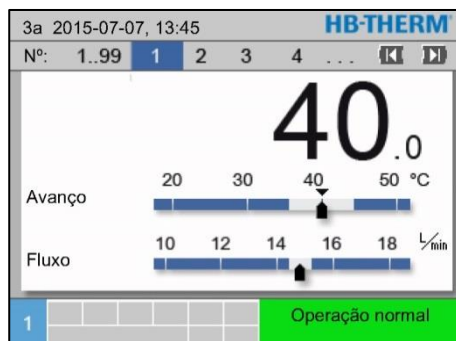 3a 2015-07-07, 13:45 HB-THERM
Nº: 1..99 1 2 3 4 ...
40.0
20 30 40 50 °C
Avanço
10 12 14 16 18 L/min
Fluxo
1 Operação normal